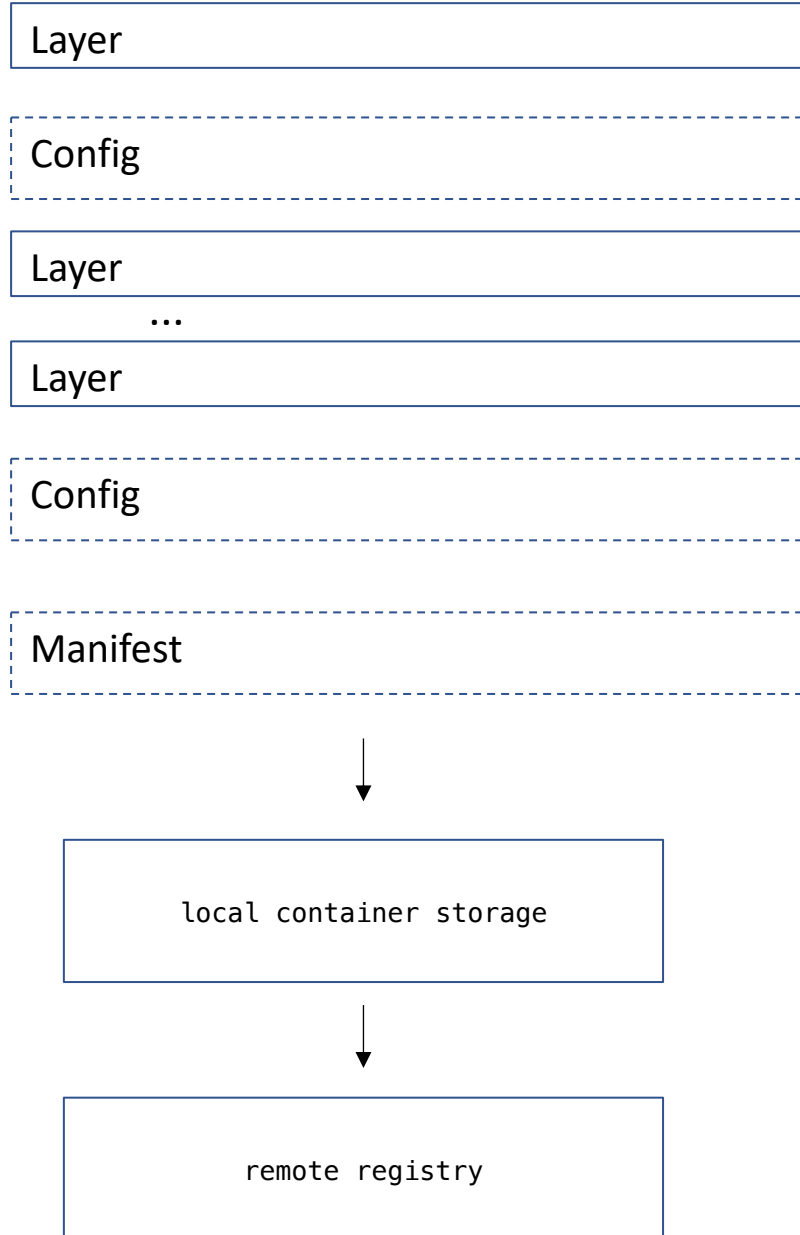 Layer
Config
Layer
...
Layer
Config
Manifest
local container storage
remote registry